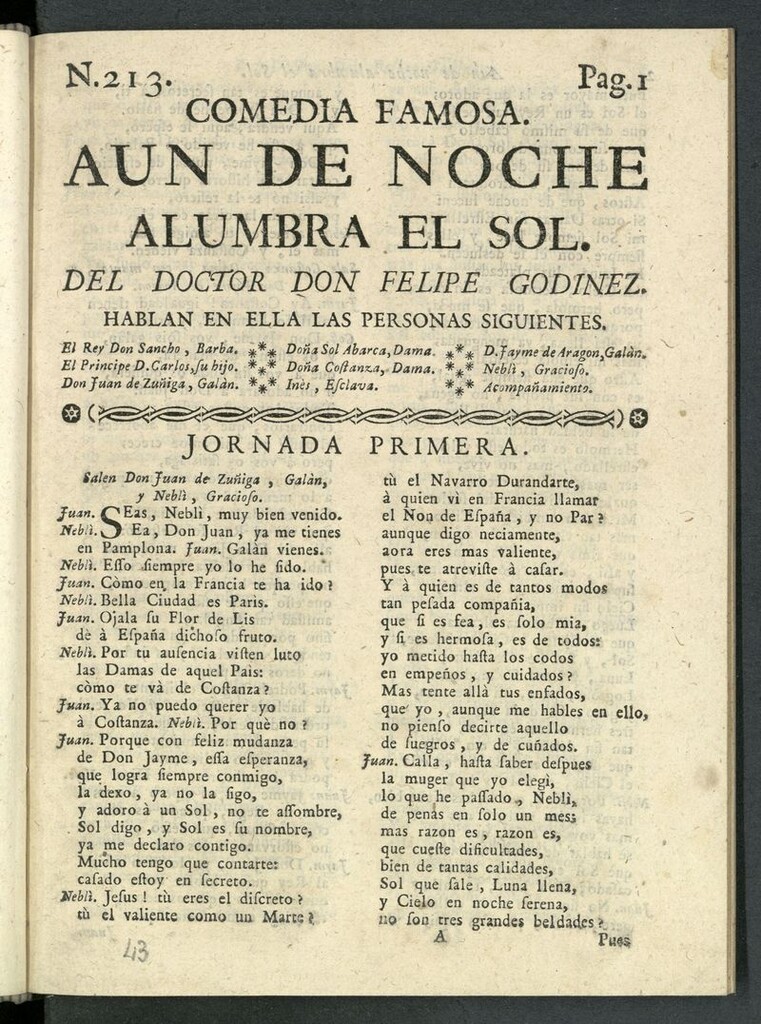 N.213. Pag.1
COMEDIA FAMOSA.
AUN DE NOCHE
ALUMBRA EL SOL.
DEL DOCTOR DON FELIPE GODINEZ.
HABLAN EN ELLA LAS PERSONAS SIGUIENTES.
El Rey Don Sancho, Barba.
El Principe D. Carlos, ſu hijo.
Don Juan de Zuñiga, Galàn.
Doña Sol Abarca, Dama.
Doña Coſtanza, Dama.
Inès, Eſclava.
D. Jayme de Aragon, Galàn.
Neblì, Gracioſo.
Acompañamiento.
JORNADA PRIMERA.
Salen Don Juan de Zuñiga, Galàn,
y Neblì, Gracioſo.
Juan. SEas, Neblì, muy bien venido.
Neblì. Ea, Don Juan, ya me tienes
en Pamplona. Juan. Galàn vienes.
Neblì. Eſſo ſiempre yo lo he ſido.
Juan. Còmo en la Francia te ha ido?
Neblì. Bella Ciudad es Paris.
Juan. Ojala ſu Flor de Lis
dè à Eſpaña dichoſo fruto.
Neblì. Por tu auſencia viſten luto
las Damas de aquel Paìs:
còmo te và de Coſtanza?
Juan. Ya no puedo querer yo
à Coſtanza. Neblì. Por què no?
Juan. Porque con feliz mudanza
de Don Jayme, eſſa eſperanza,
que logra ſiempre conmigo,
la dexo, ya no la ſigo,
y adoro à un Sol, no te aſſombre,
Sol digo, y Sol es ſu nombre,
ya me declaro contigo.
Mucho tengo que contarte:
caſado eſtoy en ſecreto.
Neblì. Jeſus! tù eres el diſcreto?
tù el valiente como un Marte?
tù el Navarro Durandarte,
à quien vì en Francia llamar
el Non de Eſpaña, y no Par?
aunque digo neciamente,
aora eres mas valiente,
pues te atreviſte à caſar.
Y à quien es de tantos modos
tan peſada compañia,
que ſi es fea, es ſolo mia,
y ſi es hermoſa, es de todos:
yo metido haſta los codos
en empeños, y cuidados?
Mas tente allà tus enfados,
que yo, aunque me hables en ello,
no pienſo decirte aquello
de ſuegros, y de cuñados.
Juan. Calla, haſta ſaber deſpues
la muger que yo elegì,
lo que he paſſado, Neblì,
de penas en ſolo un mes;
mas razon es, razon es,
que cueſte dificultades,
bien de tantas calidades,
Sol que ſale, Luna llena,
y Cielo en noche ſerena,
no ſon tres grandes beldades?
A Pues
43